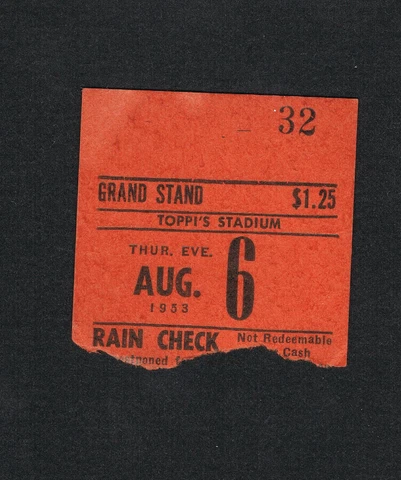 32
GRAND STAND $1.25
TOPPI'S STADIUM
THUR. EVE.
AUG. 6
1953
RAIN CHECK Not Redeemable
Cash